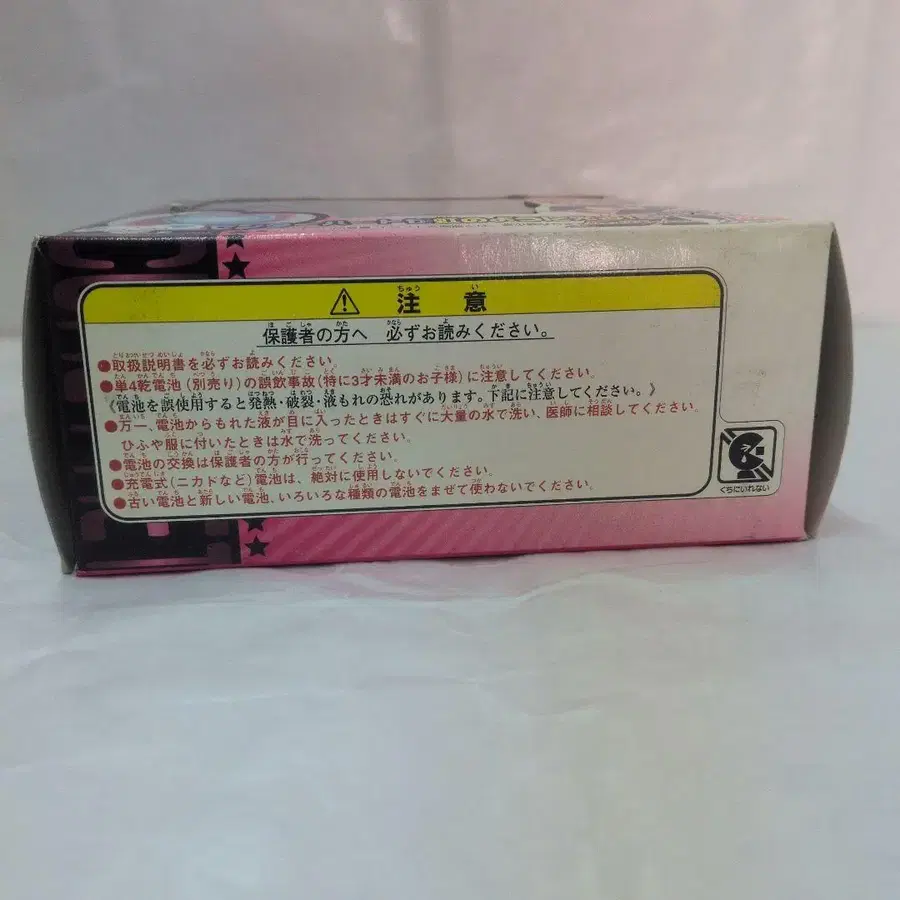 注意
保護者の方へ 必ずお読みください。
●取扱説明書を必ずお読みください。
●単4乾電池(別売り)の誤飲事故(特に3才未満のお子様)に注意してください。
《電池を誤使用すると発熱・破裂・液もれの恐れがあります。下記に注意してください。》
●万一、電池からもれた液が目に入ったときはすぐに大量の水で洗い、医師に相談してください。
ひふや服に付いたときは水で洗ってください。
●電池の交換は保護者の方が行ってください。
●充電式(ニカドなど)電池は、絶対に使用しないでください。
●古い電池と新しい電池、いろいろな種類の電池をまぜて使わないでください。
くちにいれない